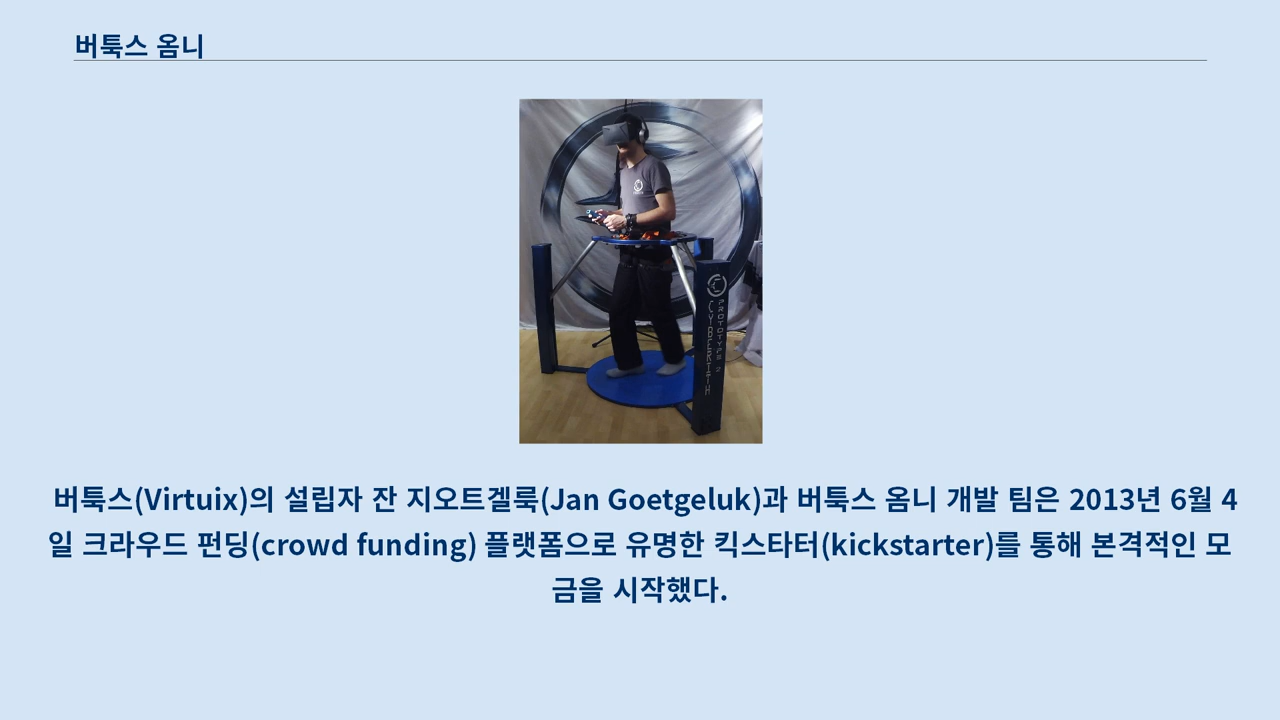 버툭스 옴니
PROTOTYPE 2
CYBERITH
버툭스(Virtuix)의 설립자 잔 지오트겔룩(Jan Goetgeluk)과 버툭스 옴니 개발 팀은 2013년 6월 4
일 크라우드 펀딩(crowd funding) 플랫폼으로 유명한 킥스타터(kickstarter)를 통해 본격적인 모
금을 시작했다.